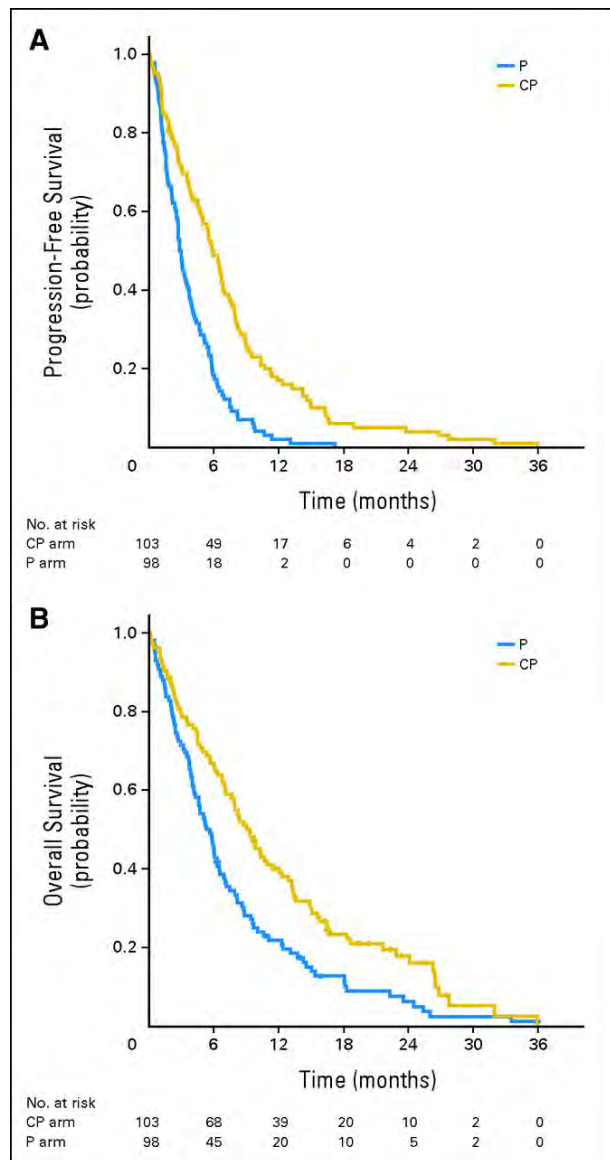 A
1.0
0.8
0.6
0.4
0.2
0
6
12
18
24
30
36
P
CP
Progression-Free Survival
(probability)
Time (months)
No. at risk
CP arm 103 49 17 6 4 2 0
P arm 98 18 2 0 0 0 0
B
1.0
0.8
0.6
0.4
0.2
0
6
12
18
24
30
36
P
CP
Overall Survival
(probability)
Time (months)
No. at risk
CP arm 103 68 39 20 10 2 0
P arm 98 45 20 10 5 2 0